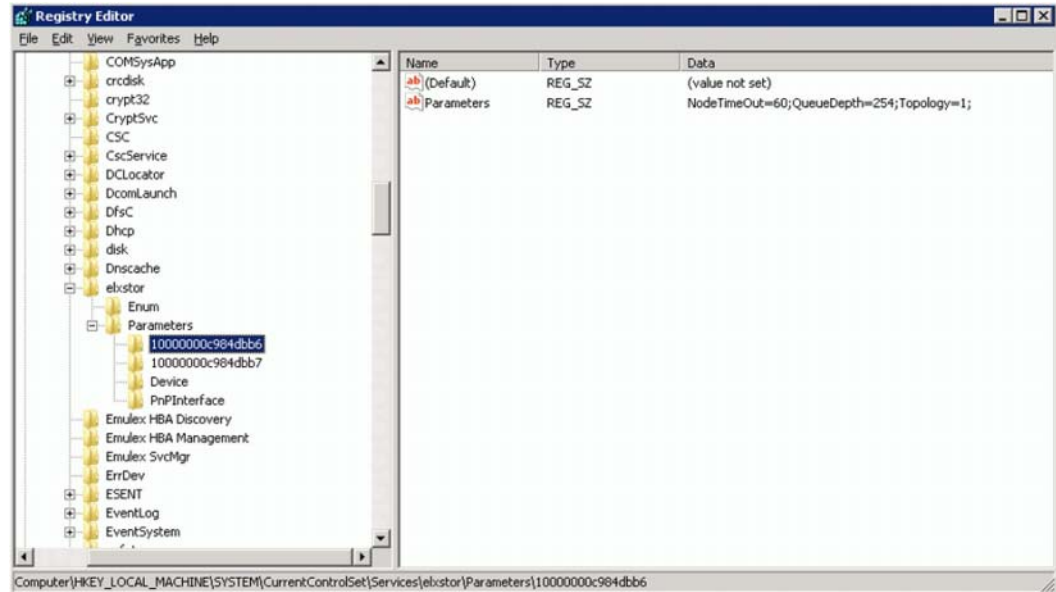 Registry Editor
File Edit View Favorites Help
COMSysApp
crcdisk
crypt32
CryptSvc
CSC
CscService
DCLocator
DcomLaunch
DfsC
Dhcp
disk
Dnscache
elxstor
Enum
Parameters
10000000c984dbb6
10000000c984dbb7
Device
PnPInterface
Emulex HBA Discovery
Emulex HBA Management
Emulex SvcMgr
ErrDev
ESENT
EventLog
EventSystem
Name Type Data
ab (Default) REG_SZ (value not set)
ab Parameters REG_SZ NodeTimeOut=60;QueueDepth=254;Topology=1;
Computer\HKEY_LOCAL_MACHINE\SYSTEM\CurrentControlSet\Services\elxstor\Parameters\10000000c984dbb6